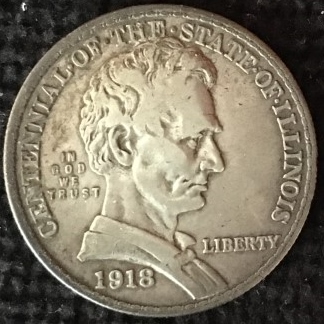 CENTENNIAL·OF·THE·STATE·OF·ILLINOIS
IN
GOD
WE
TRUST
LIBERTY
1918